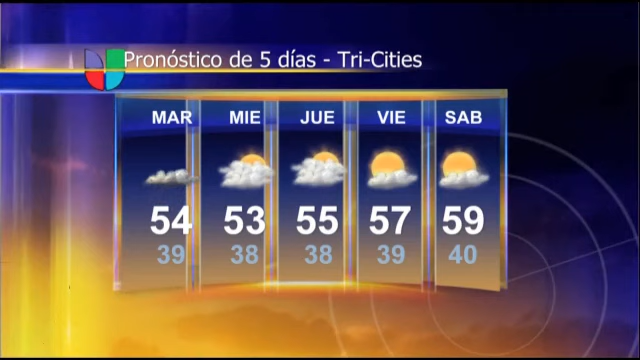 Pronóstico de 5 días - Tri-Cities
MAR MIE JUE VIE SAB
54 53 55 57 59
39 38 38 39 40